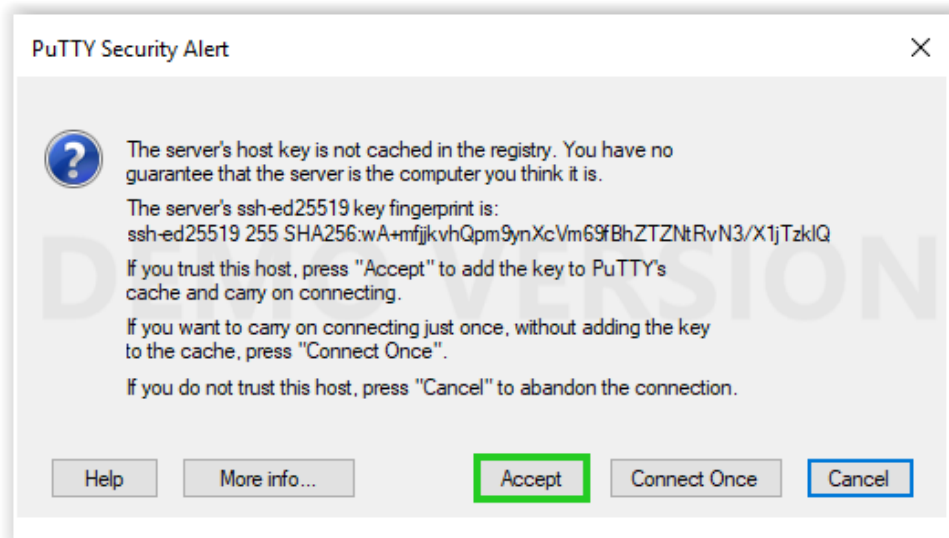 PuTTY Security Alert
The server's host key is not cached in the registry. You have no
guarantee that the server is the computer you think it is.
The server's ssh-ed25519 key fingerprint is:
ssh-ed25519 255 SHA256:wA+mfjjkvhQpm9ynXcVm69fBhZTZNtRvN3/X1jTzklQ
If you trust this host, press "Accept" to add the key to PuTTY's
cache and carry on connecting.
DEMO VERSION
If you want to carry on connecting just once, without adding the key
to the cache, press "Connect Once".
If you do not trust this host, press "Cancel" to abandon the connection.
Help More info... Accept Connect Once Cancel